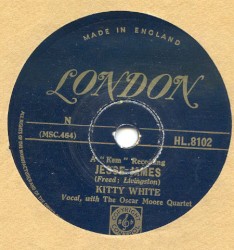 MADE IN ENGLAND
LONDON
N
(MSC.464)
HL.8102
A "Kem" Recording
JESSE JAMES
(Freed; Livingston)
KITTY WHITE
Vocal, with The Oscar Moore Quartet